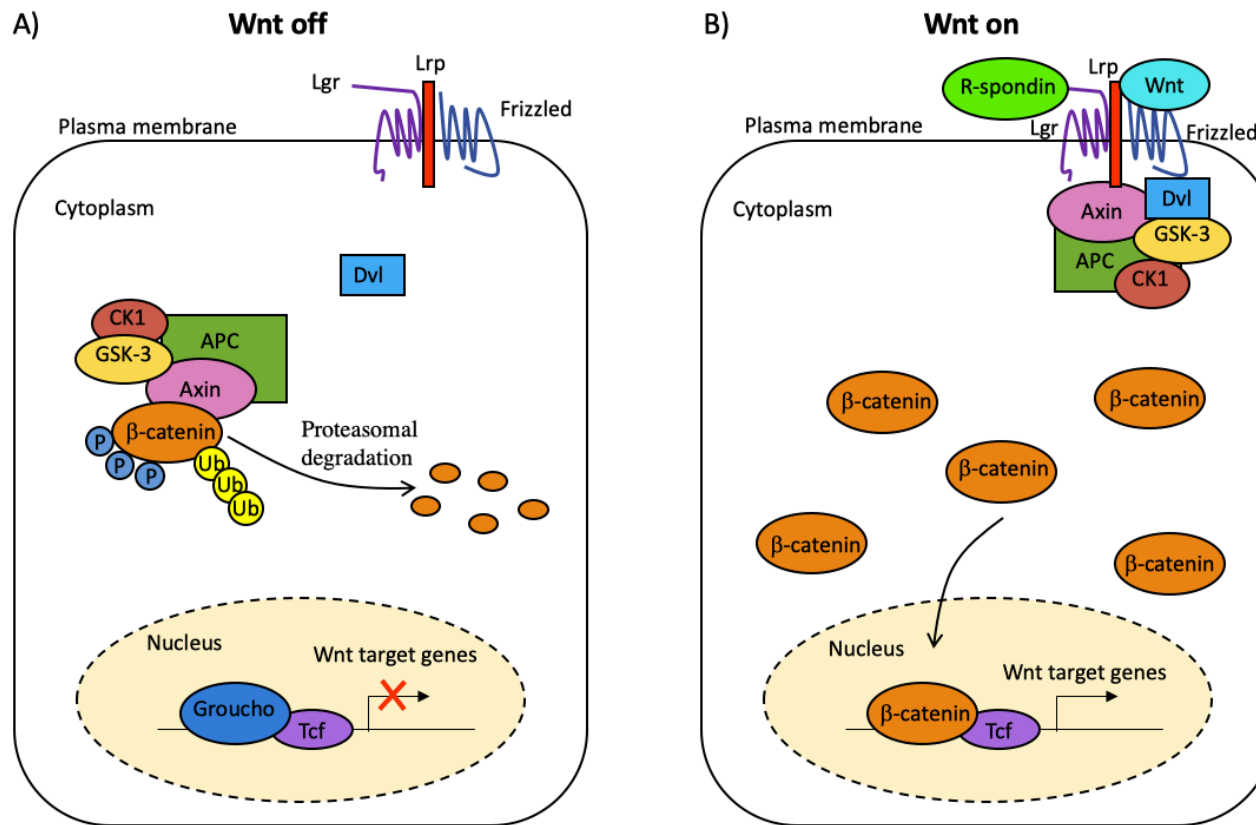 A)
Wnt off
Lrp
Lgr
Frizzled
Plasma membrane
Cytoplasm
Dvl
CK1
APC
GSK-3
Axin
β-catenin
P
P
P
Ub
Ub
Ub
Proteasomal
degradation
Nucleus
Wnt target genes
Groucho
Tcf
B)
Wnt on
Lrp
R-spondin
Wnt
Plasma membrane
Lgr
Frizzled
Cytoplasm
Axin
Dvl
GSK-3
APC
CK1
β-catenin
β-catenin
β-catenin
β-catenin
β-catenin
Nucleus
Wnt target genes
β-catenin
Tcf